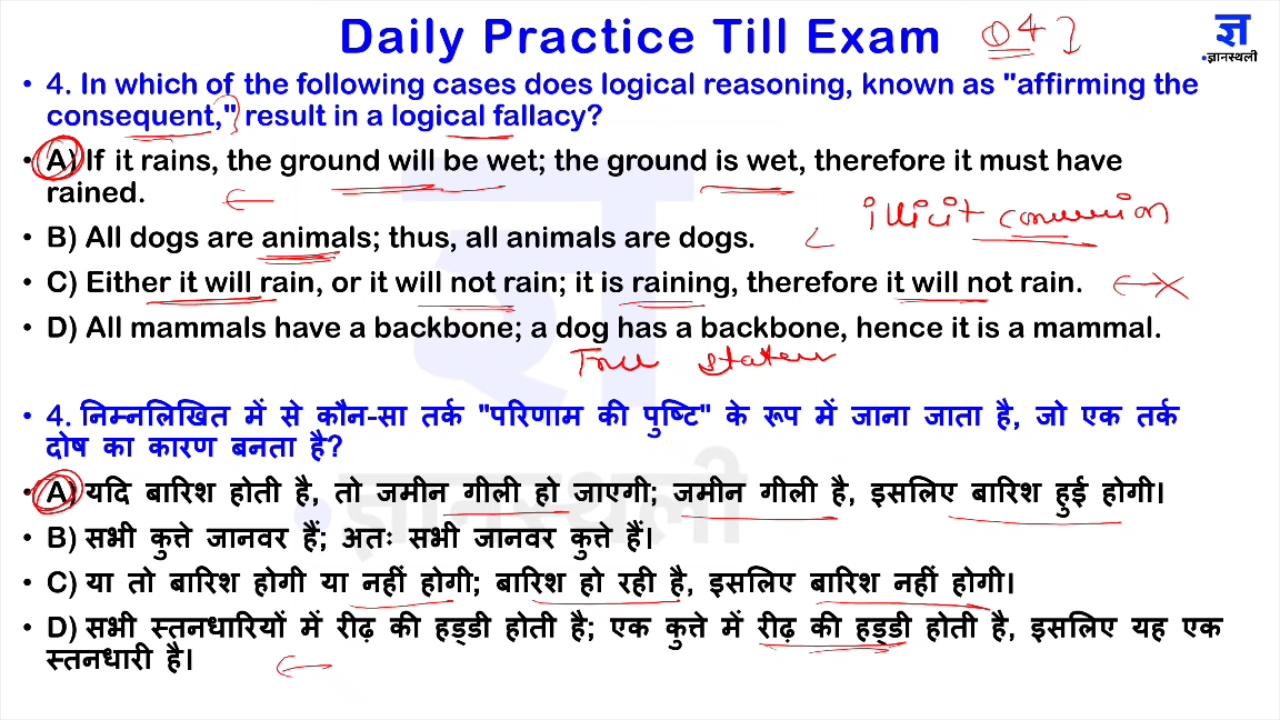 Daily Practice Till Exam
ज्ञ
ज्ञानस्थली
• 4. In which of the following cases does logical reasoning, known as "affirming the
consequent," result in a logical fallacy?
• A) If it rains, the ground will be wet; the ground is wet, therefore it must have
rained.
illicit conversion
• B) All dogs are animals; thus, all animals are dogs.
• C) Either it will rain, or it will not rain; it is raining, therefore it will not rain.
• D) All mammals have a backbone; a dog has a backbone, hence it is a mammal.
True
• 4. निम्नलिखित में से कौन-सा तर्क "परिणाम की पुष्टि" के रूप में जाना जाता है, जो एक तर्क
दोष का कारण बनता है?
• A) यदि बारिश होती है, तो जमीन गीली हो जाएगी; जमीन गीली है, इसलिए बारिश हुई होगी।
ज्ञानस्थली
• B) सभी कुत्ते जानवर हैं; अतः सभी जानवर कुत्ते हैं।
• C) या तो बारिश होगी या नहीं होगी; बारिश हो रही है, इसलिए बारिश नहीं होगी।
• D) सभी स्तनधारियों में रीढ़ की हड्डी होती है; एक कुत्ते में रीढ़ की हड्डी होती है, इसलिए यह एक
स्तनधारी है।